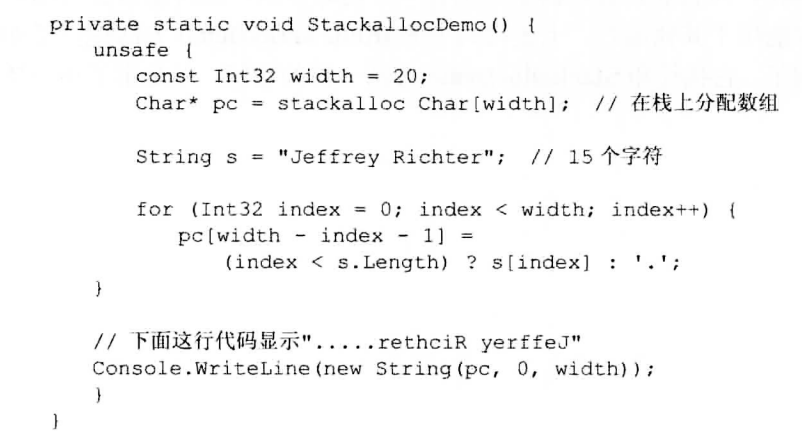 private static void StackallocDemo() {
   unsafe {
      const Int32 width = 20;
      Char* pc = stackalloc Char[width];  // 在栈上分配数组

      String s = "Jeffrey Richter";  // 15 个字符

      for (Int32 index = 0; index < width; index++) {
         pc[width - index - 1] =
            (index < s.Length) ? s[index] : '.';
   }

   // 下面这行代码显示".....rethciR yerffeJ"
   Console.WriteLine(new String(pc, 0, width));
   }
}